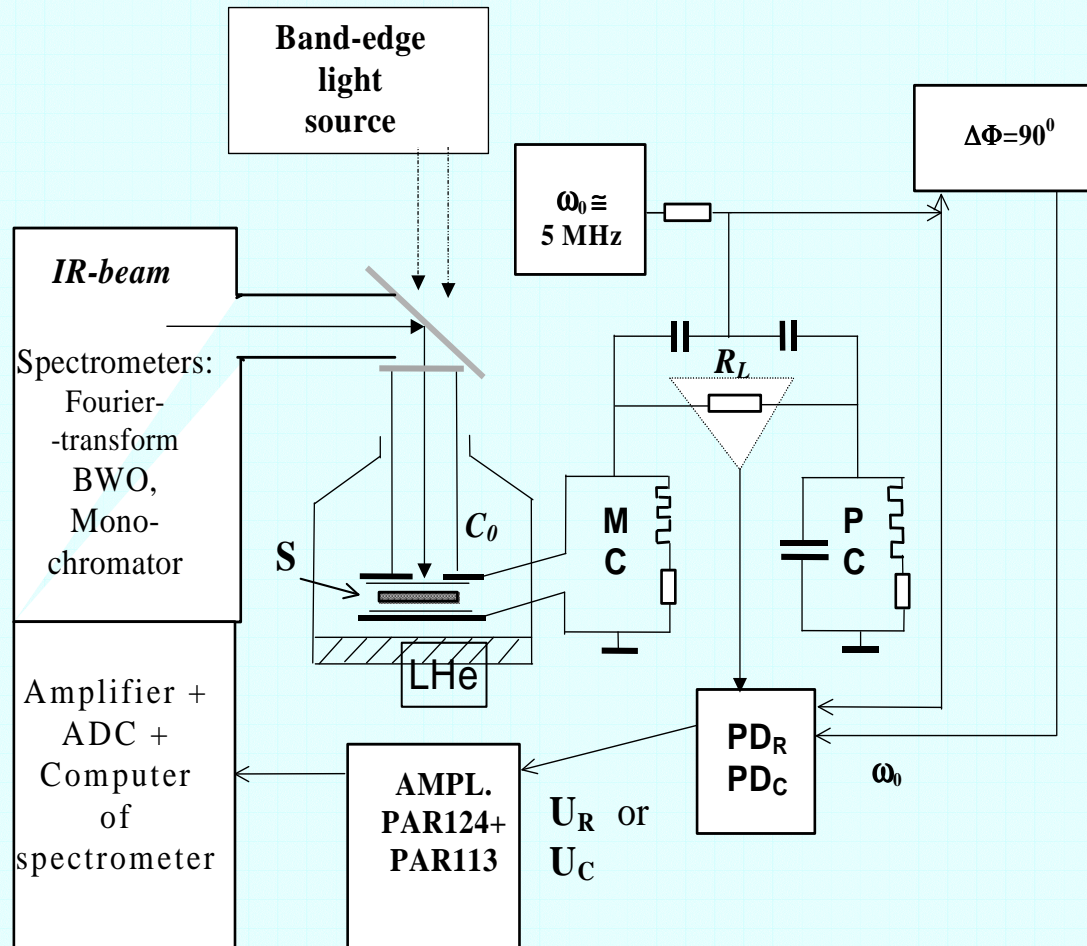 Band-edge
light
source
ΔΦ=90⁰
ω₀ ≅
5 MHz
IR-beam
Spectrometers:
Fourier-
-transform
BWO,
Mono-
chromator
R_L
C₀
S
M
C
P
C
LHe
Amplifier +
ADC +
Computer
of
spectrometer
AMPL.
PAR124+
PAR113
U_R or
U_C
PD_R
PD_C
ω₀